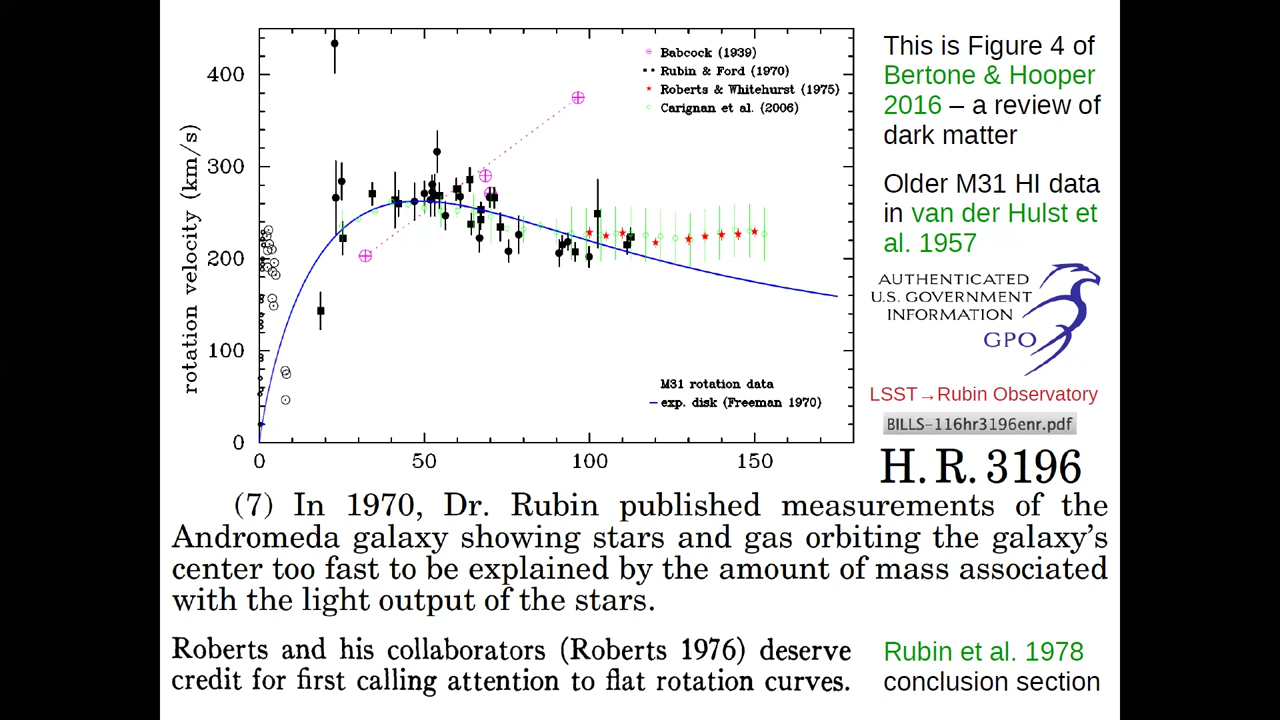 400
300
200
100
0
rotation velocity (km/s)
Babcock (1939)
Rubin & Ford (1970)
Roberts & Whitehurst (1975)
Carignan et al. (2006)
M31 rotation data
exp. disk (Freeman 1970)
0 50 100 150
This is Figure 4 of
Bertone & Hooper
2016 – a review of
dark matter
Older M31 HI data
in van der Hulst et
al. 1957
AUTHENTICATED
U.S. GOVERNMENT
INFORMATION
GPO
LSST→Rubin Observatory
BILLS-116hr3196enr.pdf
H. R. 3196
(7) In 1970, Dr. Rubin published measurements of the
Andromeda galaxy showing stars and gas orbiting the galaxy's
center too fast to be explained by the amount of mass associated
with the light output of the stars.
Roberts and his collaborators (Roberts 1976) deserve
credit for first calling attention to flat rotation curves.
Rubin et al. 1978
conclusion section